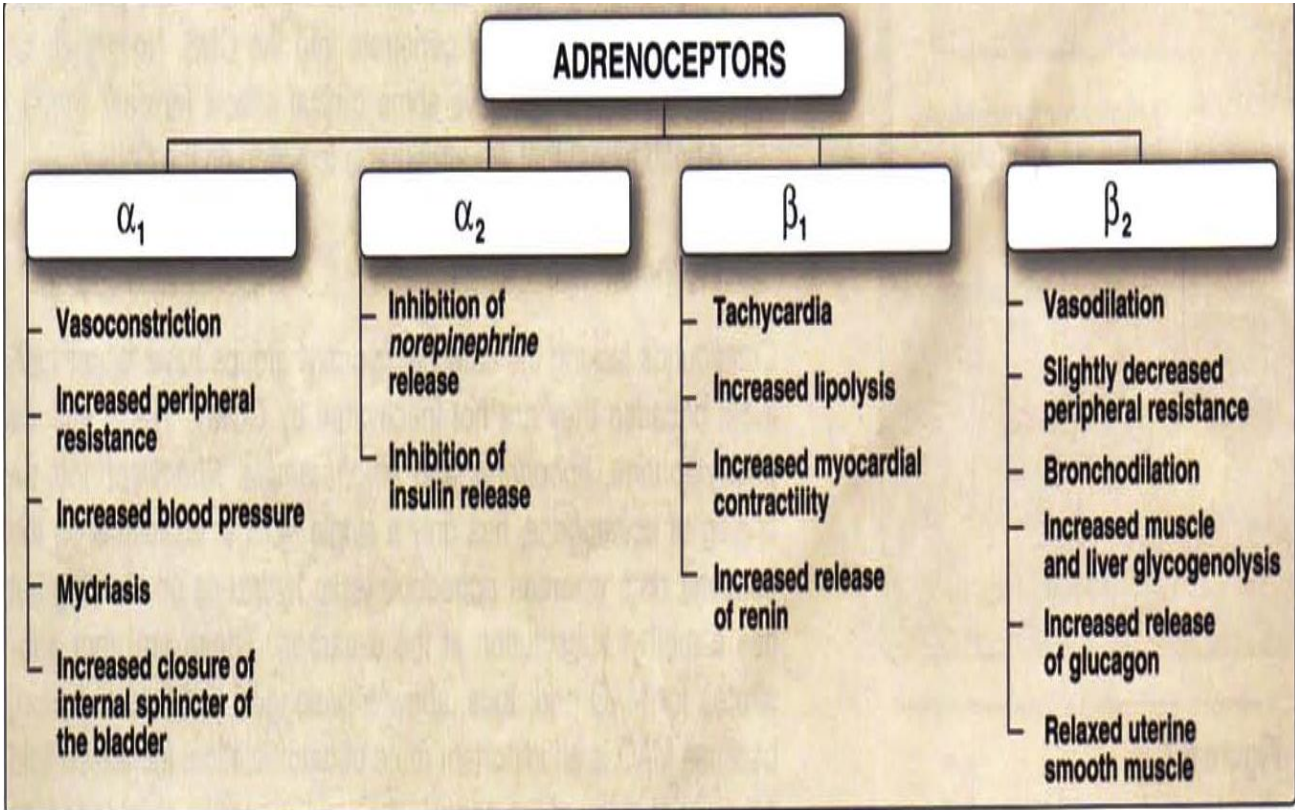 ADRENOCEPTORS
α₁
Vasoconstriction
Increased peripheral
resistance
Increased blood pressure
Mydriasis
Increased closure of
internal sphincter of
the bladder
α₂
Inhibition of
norepinephrine
release
Inhibition of
insulin release
β₁
Tachycardia
Increased lipolysis
Increased myocardial
contractility
Increased release
of renin
β₂
Vasodilation
Slightly decreased
peripheral resistance
Bronchodilation
Increased muscle
and liver glycogenolysis
Increased release
of glucagon
Relaxed uterine
smooth muscle